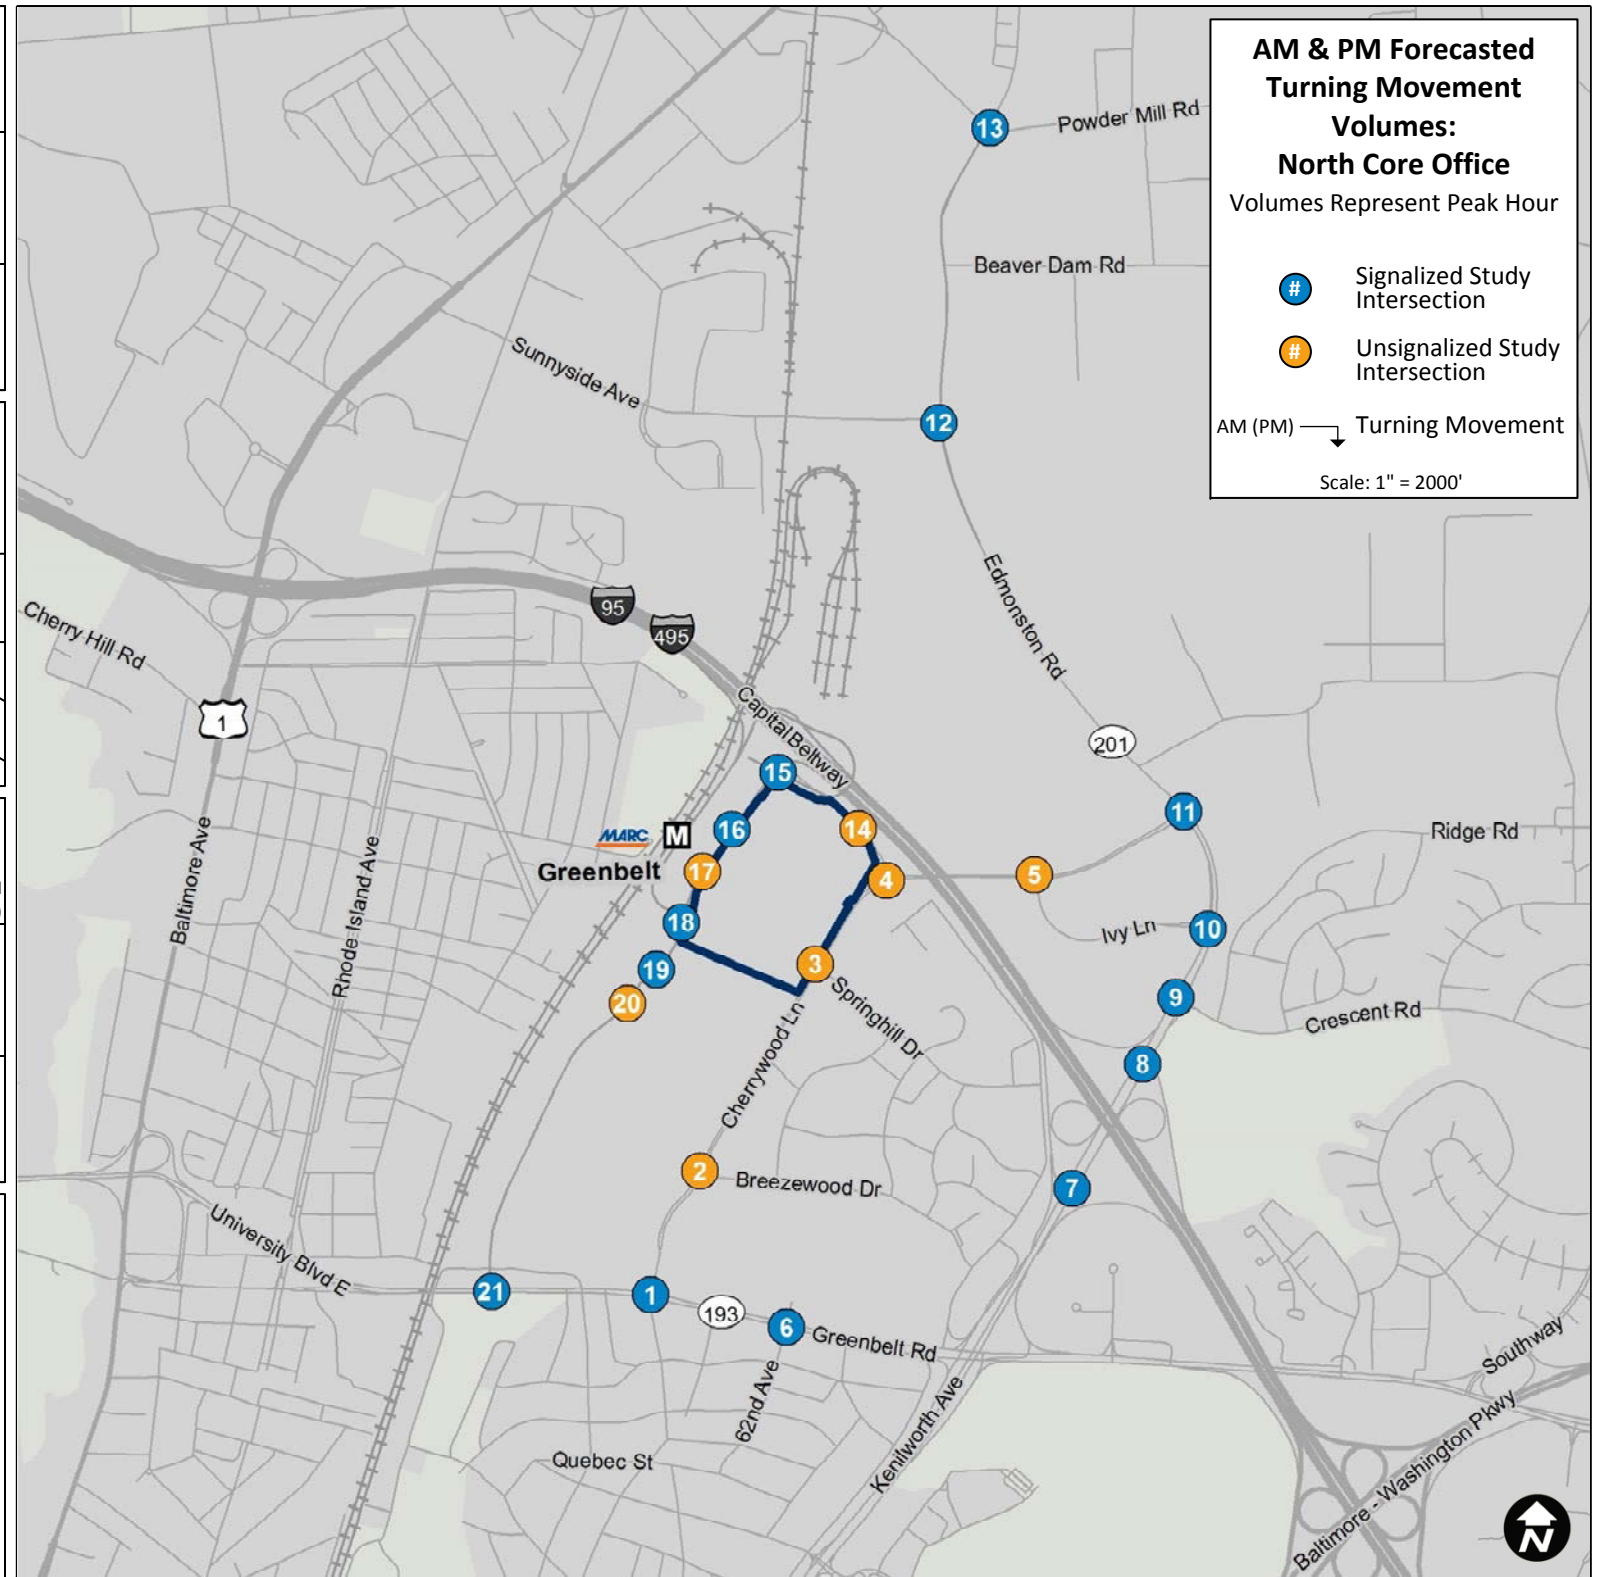 AM & PM Forecasted
Turning Movement
Volumes:
North Core Office
Volumes Represent Peak Hour
# Signalized Study
Intersection
# Unsignalized Study
Intersection
AM (PM) Turning Movement
Scale: 1" = 2000'
13
Powder Mill Rd
Beaver Dam Rd
Sunnyside Ave
12
Edmonston Rd
95
495
Cherry Hill Rd
1
Capital Beltway
201
15
16
14
11
Ridge Rd
MARC
M
Greenbelt
17
4
5
Baltimore Ave
Rhode Island Ave
18
Ivy Ln
10
19
3
20
Springhill Dr
9
Crescent Rd
Cherrywood Ln
8
2
Breezewood Dr
7
University Blvd E
21
1
193
6
Greenbelt Rd
62nd Ave
Kenilworth Ave
Southway
Quebec St
Baltimore - Washington Pkwy
N